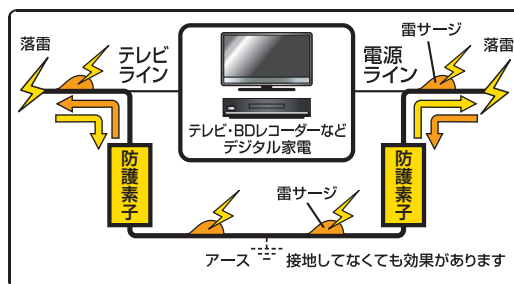 落雷
テレビ
ライン
電源
ライン
雷サージ
落雷
テレビ・BDレコーダーなど
デジタル家電
防護素子
防護素子
雷サージ
アース
接地してなくても効果があります